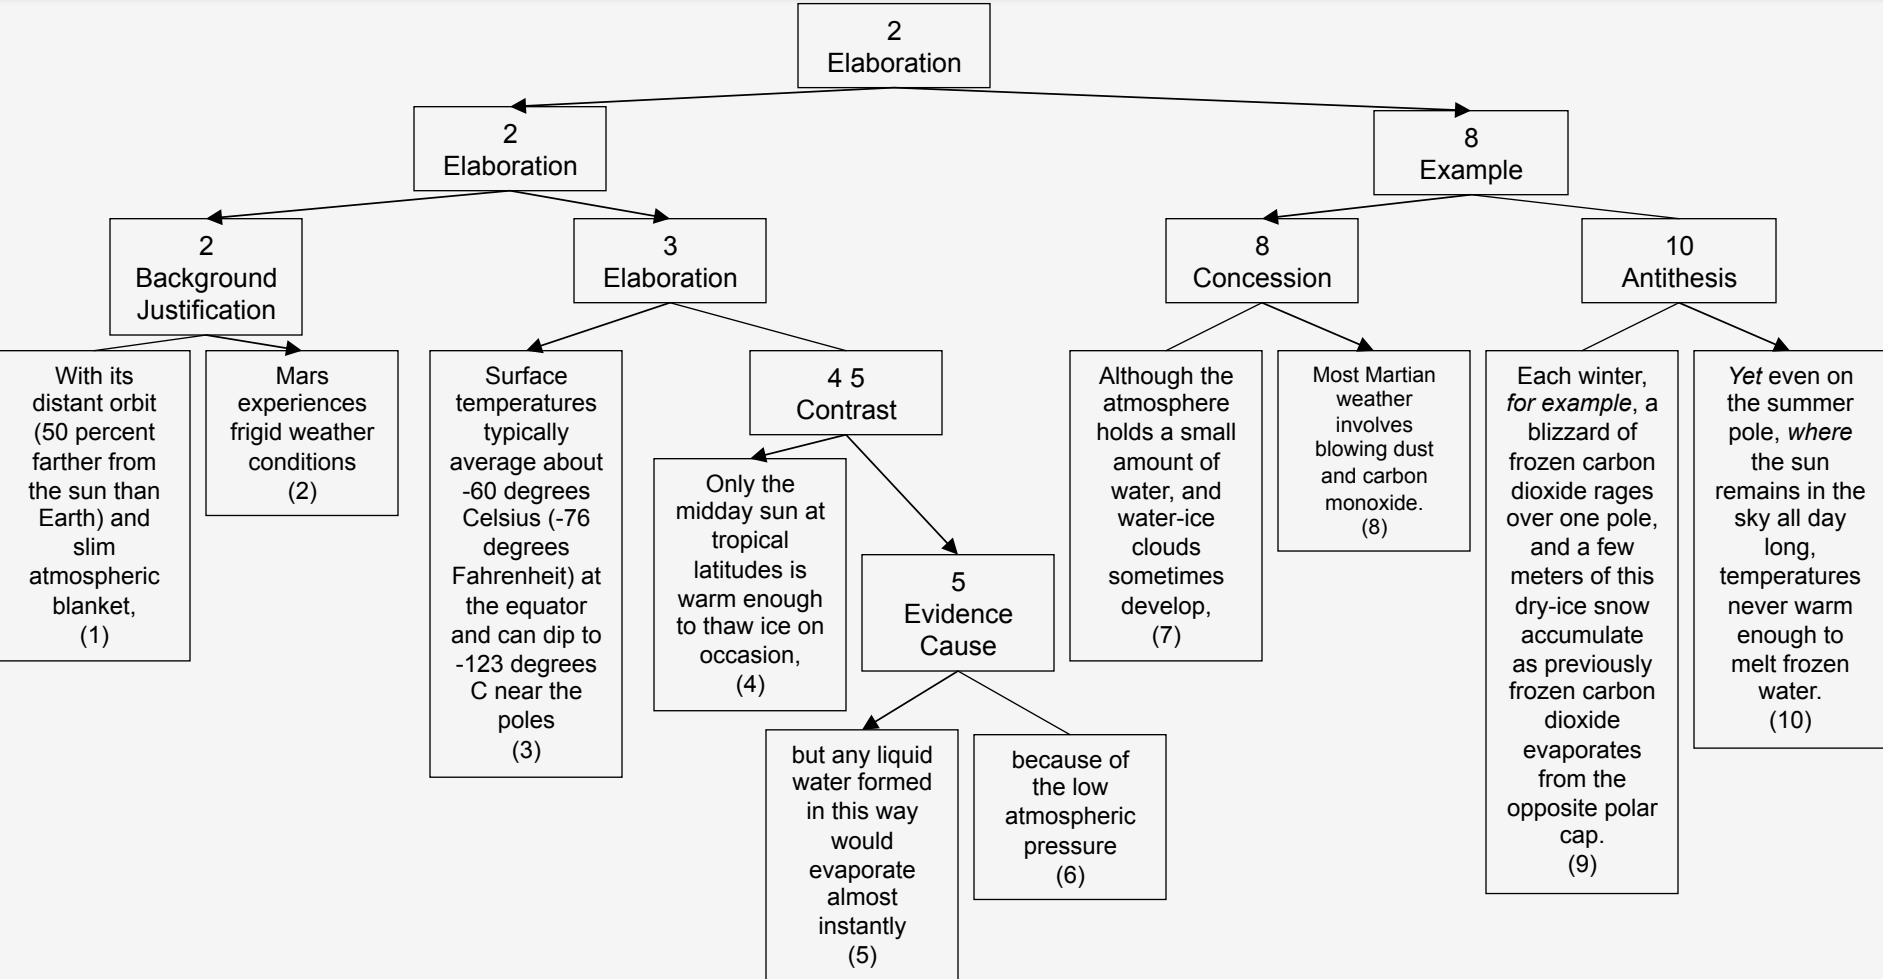 2
Elaboration
2
Elaboration
8
Example
2
Background
Justification
3
Elaboration
8
Concession
10
Antithesis
With its
distant orbit
(50 percent
farther from
the sun than
Earth) and
slim
atmospheric
blanket,
(1)
Mars
experiences
frigid weather
conditions
(2)
Surface
temperatures
typically
average about
-60 degrees
Celsius (-76
degrees
Fahrenheit) at
the equator
and can dip to
-123 degrees
C near the
poles
(3)
4 5
Contrast
Only the
midday sun at
tropical
latitudes is
warm enough
to thaw ice on
occasion,
(4)
5
Evidence
Cause
but any liquid
water formed
in this way
would
evaporate
almost
instantly
(5)
because of
the low
atmospheric
pressure
(6)
Although the
atmosphere
holds a small
amount of
water, and
water-ice
clouds
sometimes
develop,
(7)
Most Martian
weather
involves
blowing dust
and carbon
monoxide.
(8)
Each winter,
for example, a
blizzard of
frozen carbon
dioxide rages
over one pole,
and a few
meters of this
dry-ice snow
accumulate
as previously
frozen carbon
dioxide
evaporates
from the
opposite polar
cap.
(9)
Yet even on
the summer
pole, where
the sun
remains in the
sky all day
long,
temperatures
never warm
enough to
melt frozen
water.
(10)